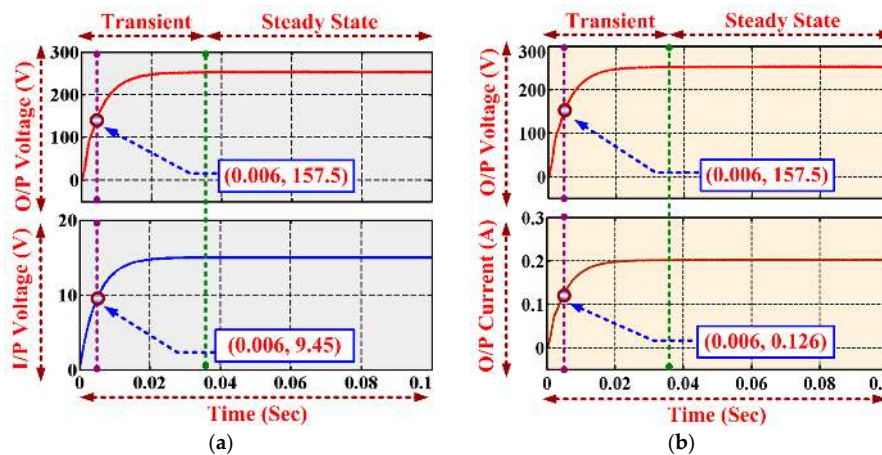 Transient Steady State
300
200
100
0
O/P Voltage (V)
(0.006, 157.5)
20
10
0
I/P Voltage (V)
(0.006, 9.45)
0 0.02 0.04 0.06 0.08 0.1
Time (Sec)
(a)
Transient Steady State
300
200
100
0
O/P Voltage (V)
(0.006, 157.5)
0.3
0.2
0.1
0
O/P Current (A)
(0.006, 0.126)
0 0.02 0.04 0.06 0.08 0.
Time (Sec)
(b)